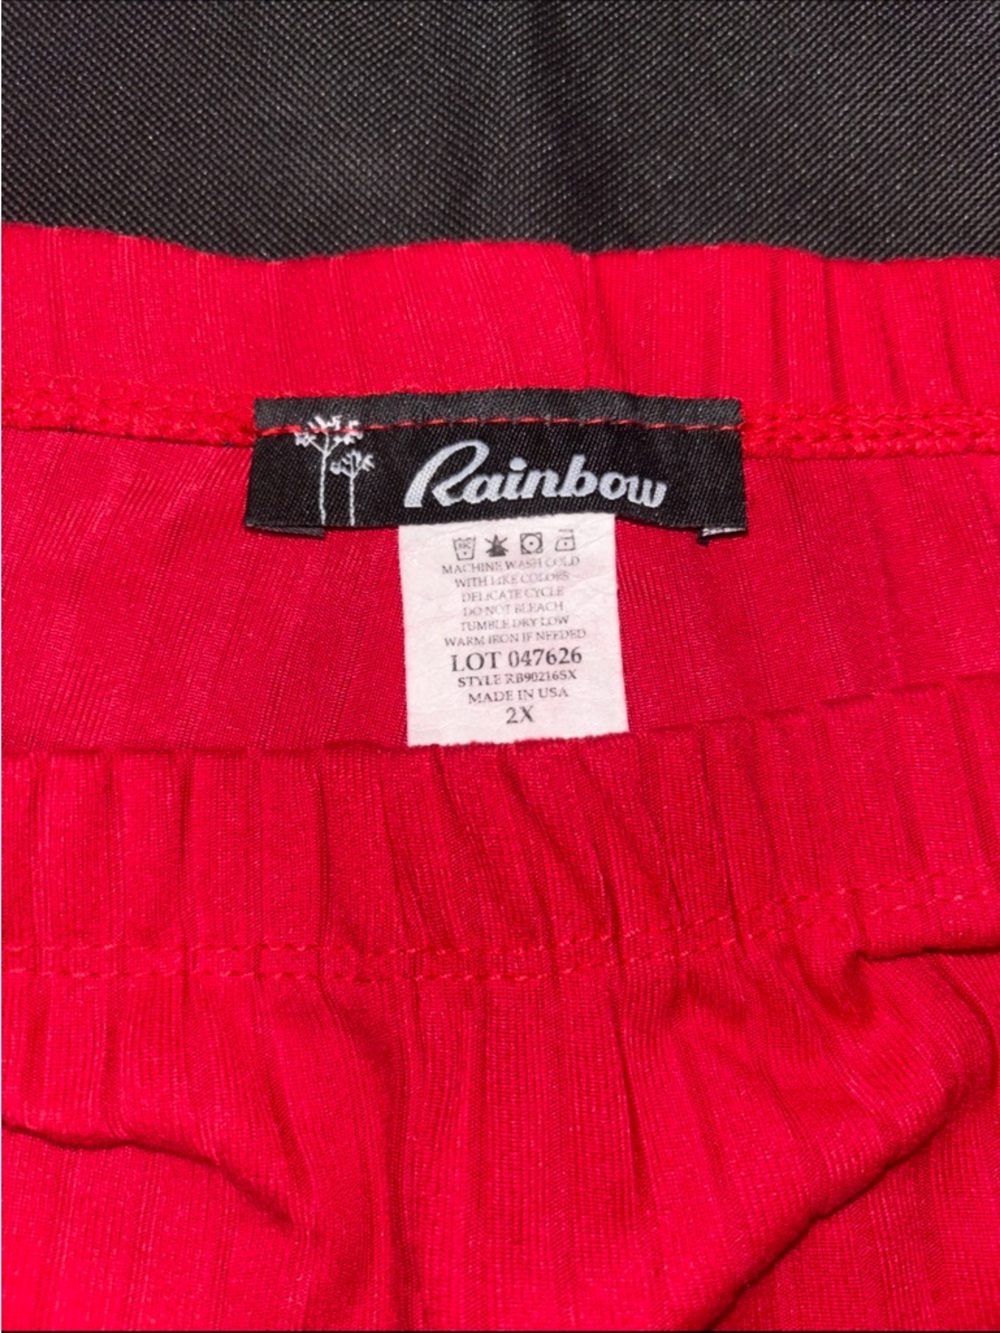 Rainbow
MACHINE WASH COLD
WITH LIKE COLORS
DELICATE CYCLE
DO NOT BLEACH
TUMBLE DRY LOW
WARM IRON IF NEEDED
LOT 047626
STYLE RB90216SX
MADE IN USA
2X